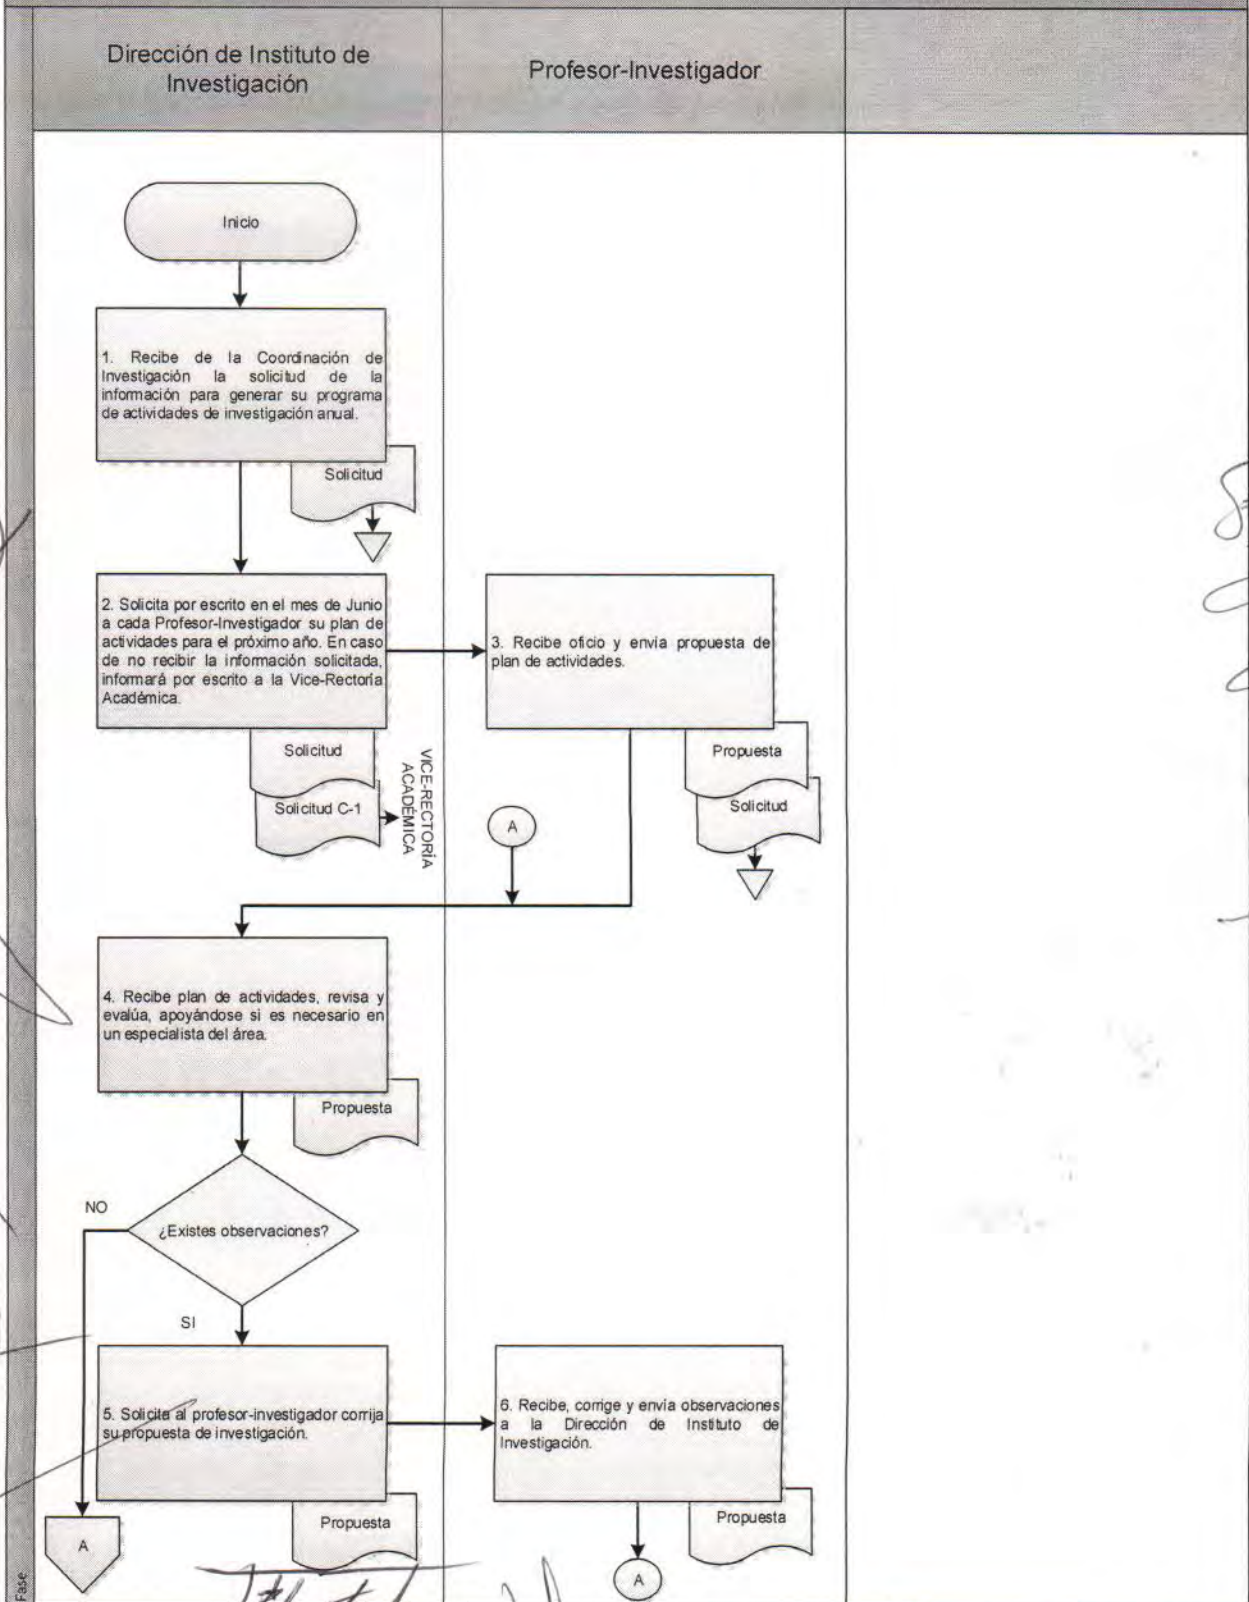 Dirección de Instituto de
Investigación
Profesor-Investigador
Inicio
1. Recibe de la Coordinación de
Investigación la solicitud de la
información para generar su programa
de actividades de investigación anual.
Solicitud
2. Solicita por escrito en el mes de Junio
a cada Profesor-Investigador su plan de
actividades para el próximo año. En caso
de no recibir la información solicitada,
informará por escrito a la Vice-Rectoría
Académica.
Solicitud
Solicitud C-1
VICE-RECTORÍA
ACADÉMICA
3. Recibe oficio y envía propuesta de
plan de actividades.
Propuesta
Solicitud
A
4. Recibe plan de actividades, revisa y
evalúa, apoyándose si es necesario en
un especialista del área.
Propuesta
¿Existes observaciones?
NO
SI
5. Solicita al profesor-investigador corrija
su propuesta de investigación.
Propuesta
6. Recibe, corrige y envía observaciones
a la Dirección de Instituto de
Investigación.
Propuesta
A
A
Fase